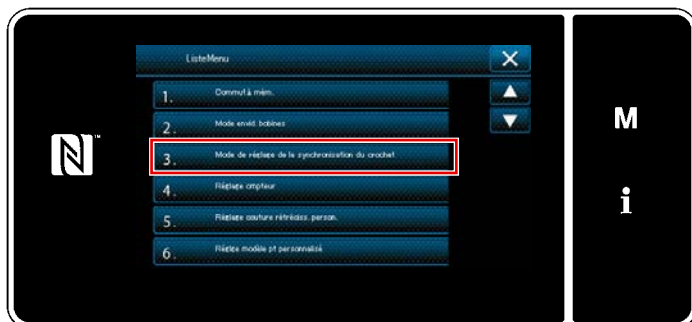 ListeMenu
1. Commut à mém.
2. Mode envid. bobines
3. Mode de réglage de la synchronisation du crochet
4. Réglage cmpteur
5. Réglage couture rétréciss. person.
6. Réglez modèle pt personnalisé
M
i
N